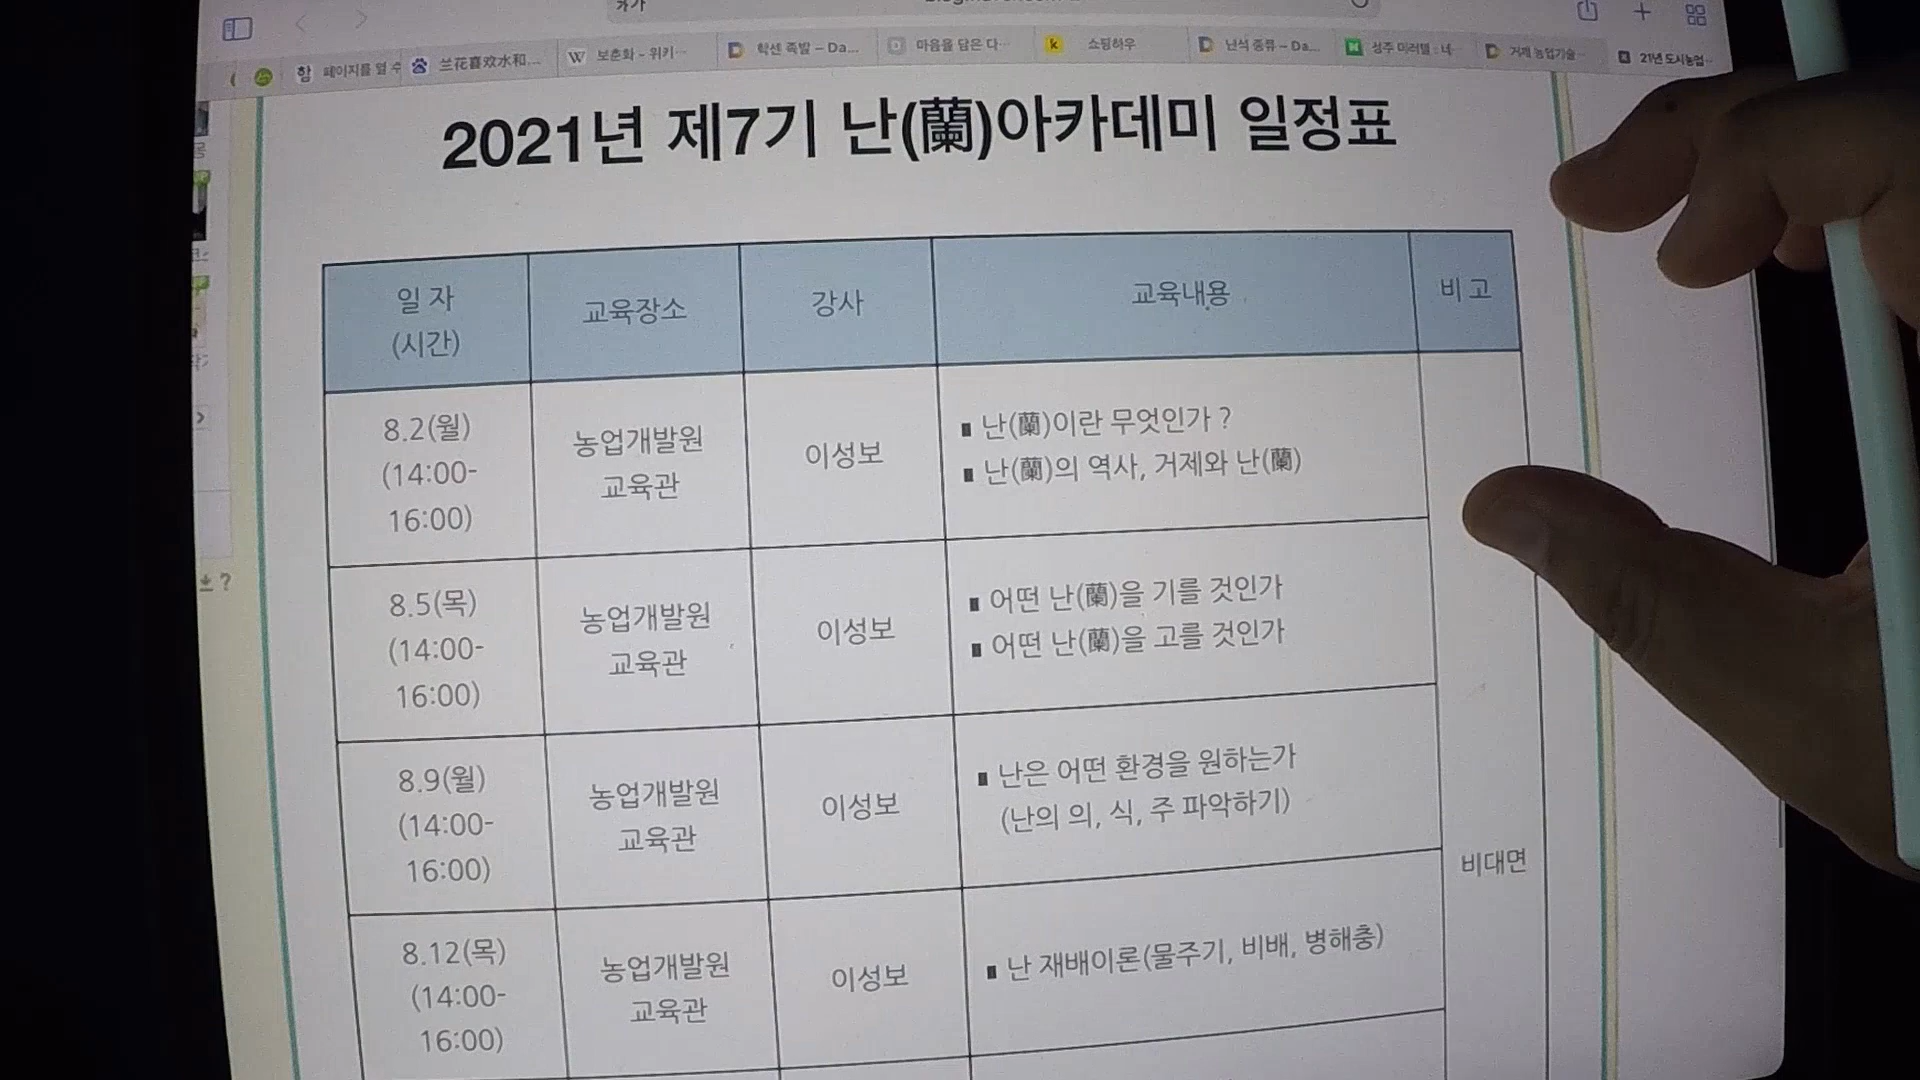 가가
페이지를 열 수
兰花喜欢水和...
W 보춘화 - 위키...
학센 족발 – Da...
마음을 담은 다...
k 쇼핑하우
난석 종류 – Da...
거제 농업기술...
21년 도시농업...
2021년 제7기 난(蘭)아카데미 일정표
일 자
(시간)
교육장소
강사
교육내용
비 고
8.2(월)
(14:00-
16:00)
농업개발원
교육관
이성보
▪ 난(蘭)이란 무엇인가 ?
▪ 난(蘭)의 역사, 거제와 난(蘭)
8.5(목)
(14:00-
16:00)
농업개발원
교육관
이성보
▪ 어떤 난(蘭)을 기를 것인가
▪ 어떤 난(蘭)을 고를 것인가
8.9(월)
(14:00-
16:00)
농업개발원
교육관
이성보
▪ 난은 어떤 환경을 원하는가
(난의 의, 식, 주 파악하기)
비대면
8.12(목)
(14:00-
16:00)
농업개발원
교육관
이성보
▪ 난 재배이론(물주기, 비배, 병해충)